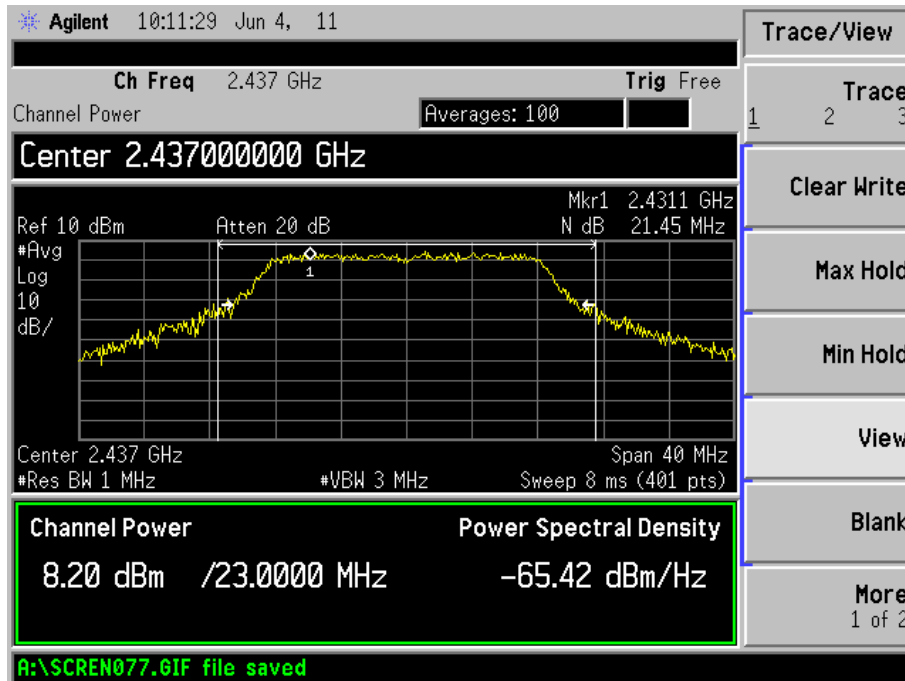 Agilent 10:11:29 Jun 4, 11
Trace/View
Ch Freq 2.437 GHz Trig Free
Channel Power Averages: 100
Center 2.437000000 GHz
Mkr1 2.4311 GHz
Ref 10 dBm Atten 20 dB N dB 21.45 MHz
#Avg
Log
10
dB/
1
Center 2.437 GHz Span 40 MHz
#Res BW 1 MHz #VBW 3 MHz Sweep 8 ms (401 pts)
Channel Power Power Spectral Density
8.20 dBm /23.0000 MHz -65.42 dBm/Hz
A:\SCREN077.GIF file saved
Trace
1 2 3
Clear Write
Max Hold
Min Hold
View
Blank
More
1 of 2